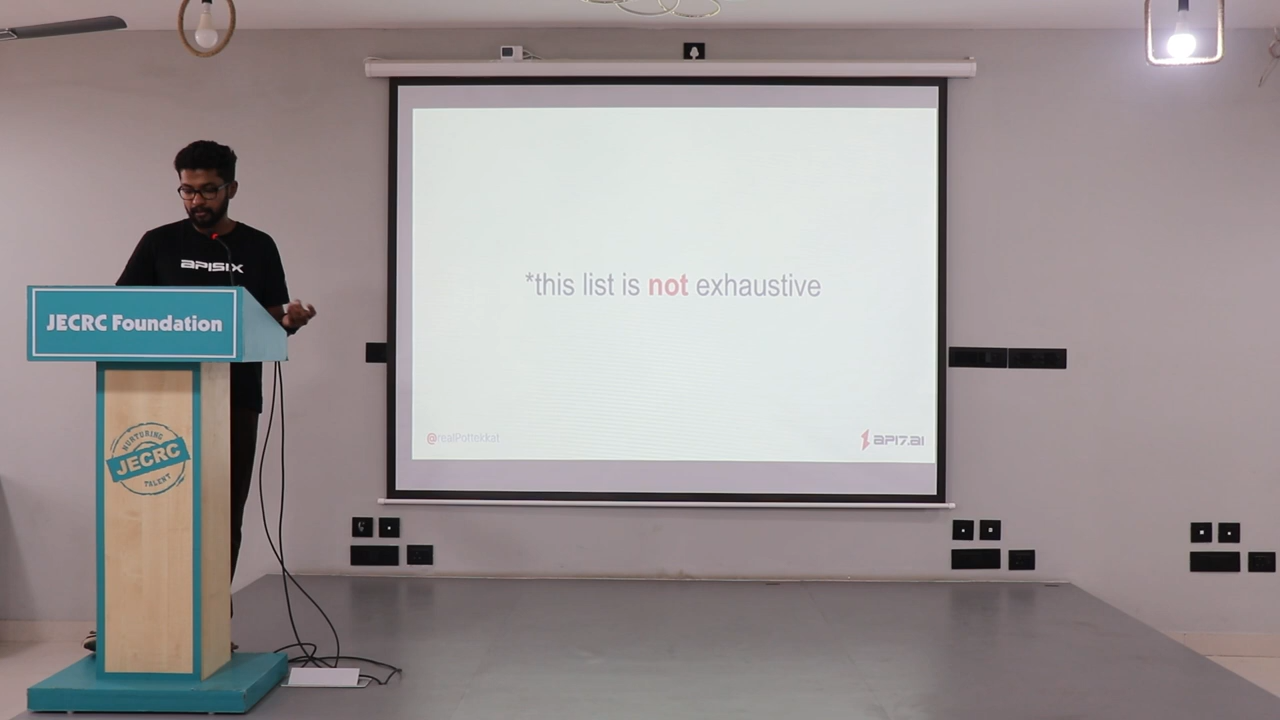 *this list is not exhaustive
@realPottekkat
API7.AI
APISIX
JECRC Foundation
NURTURING
JECRC
TALENT